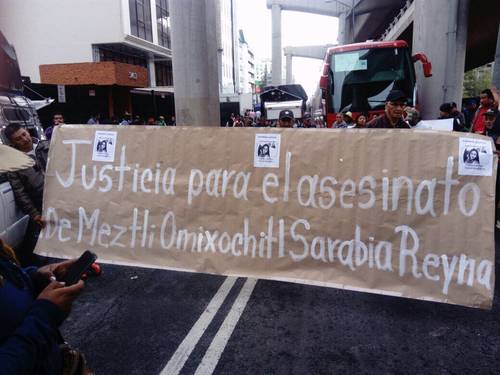 Justicia para el asesinato
De Meztli Omixochitl Sarabia Reyna